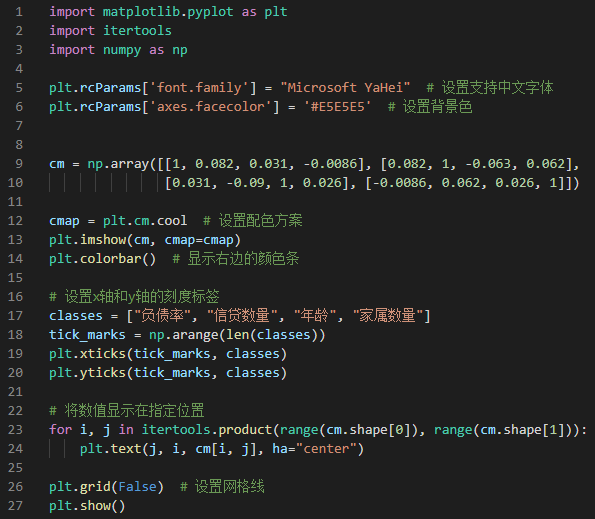 1 import matplotlib.pyplot as plt
2 import itertools
3 import numpy as np
4
5 plt.rcParams['font.family'] = "Microsoft YaHei"  # 设置支持中文字体
6 plt.rcParams['axes.facecolor'] = '#E5E5E5'  # 设置背景色
7
8
9 cm = np.array([[1, 0.082, 0.031, -0.0086], [0.082, 1, -0.063, 0.062],
10                [0.031, -0.09, 1, 0.026], [-0.0086, 0.062, 0.026, 1]])
11
12 cmap = plt.cm.cool  # 设置配色方案
13 plt.imshow(cm, cmap=cmap)
14 plt.colorbar()  # 显示右边的颜色条
15
16 # 设置x轴和y轴的刻度标签
17 classes = ["负债率", "信贷数量", "年龄", "家属数量"]
18 tick_marks = np.arange(len(classes))
19 plt.xticks(tick_marks, classes)
20 plt.yticks(tick_marks, classes)
21
22 # 将数值显示在指定位置
23 for i, j in itertools.product(range(cm.shape[0]), range(cm.shape[1])):
24     plt.text(j, i, cm[i, j], ha="center")
25
26 plt.grid(False)  # 设置网格线
27 plt.show()